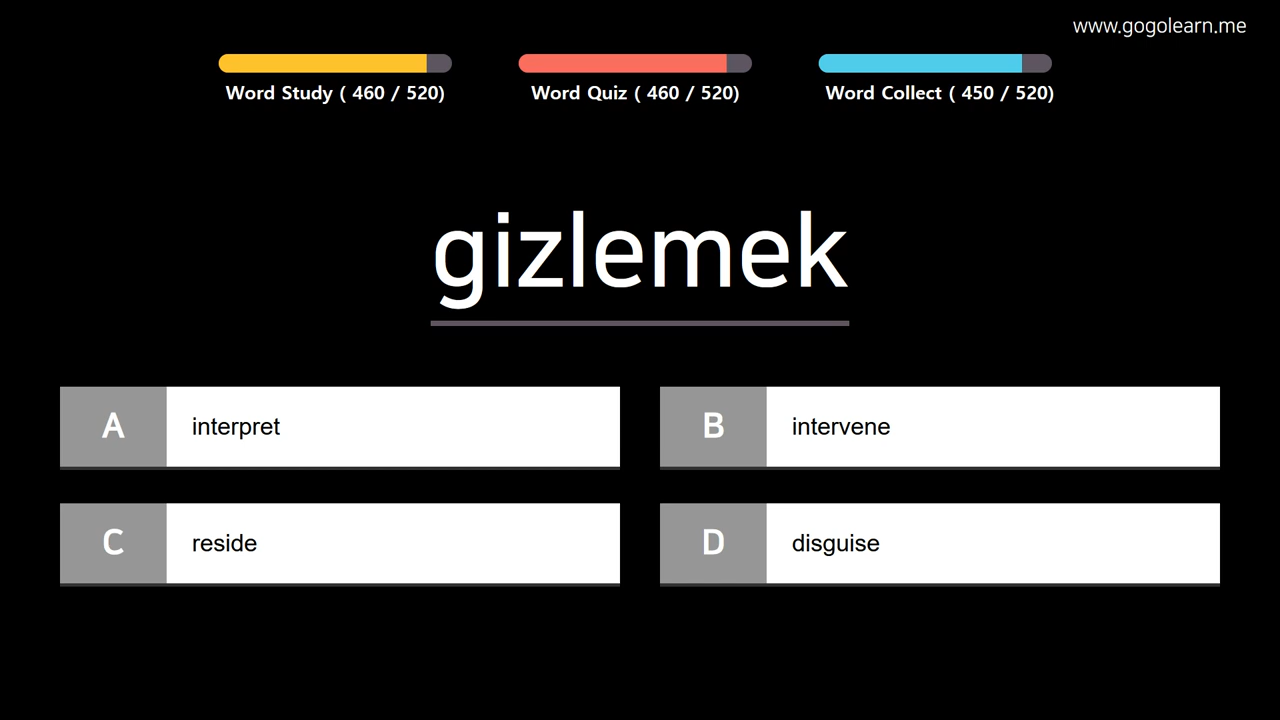 www.gogolearn.me
Word Study ( 460 / 520)
Word Quiz ( 460 / 520)
Word Collect ( 450 / 520)
gizlemek
A interpret
B intervene
C reside
D disguise